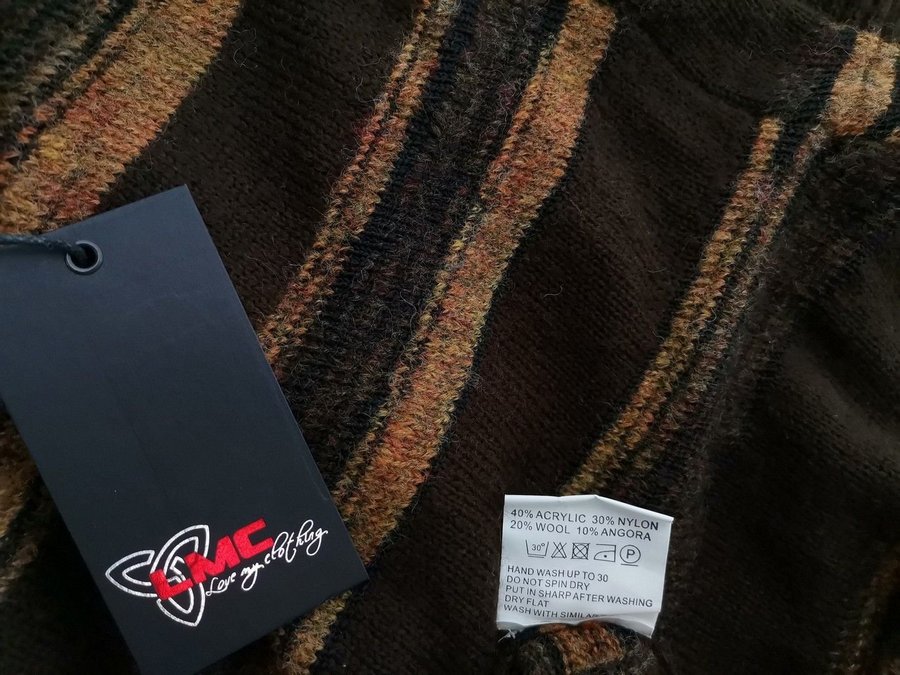 LMC
Love my clothing
40% ACRYLIC 30% NYLON
20% WOOL 10% ANGORA
30°
P
HAND WASH UP TO 30
DO NOT SPIN DRY
PUT IN SHARP AFTER WASHING
DRY FLAT
WASH WITH SIMILAR